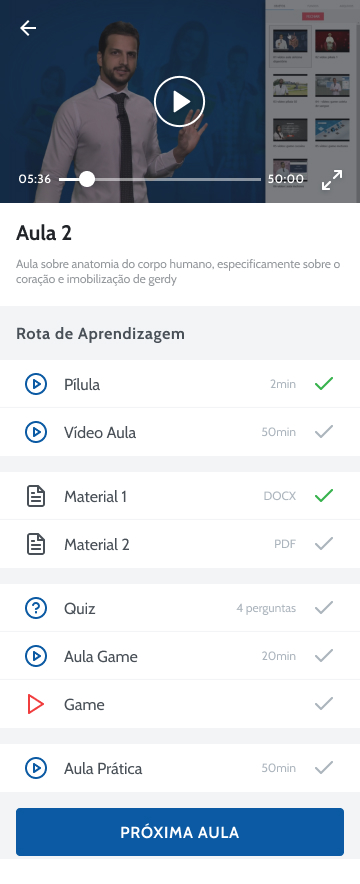 05:36
50:00
Aula 2
Aula sobre anatomia do corpo humano, especificamente sobre o
coração e imobilização de gerdy
Rota de Aprendizagem
Pílula 2min
Vídeo Aula 50min
Material 1 DOCX
Material 2 PDF
Quiz 4 perguntas
Aula Game 20min
Game
Aula Prática 50min
PRÓXIMA AULA